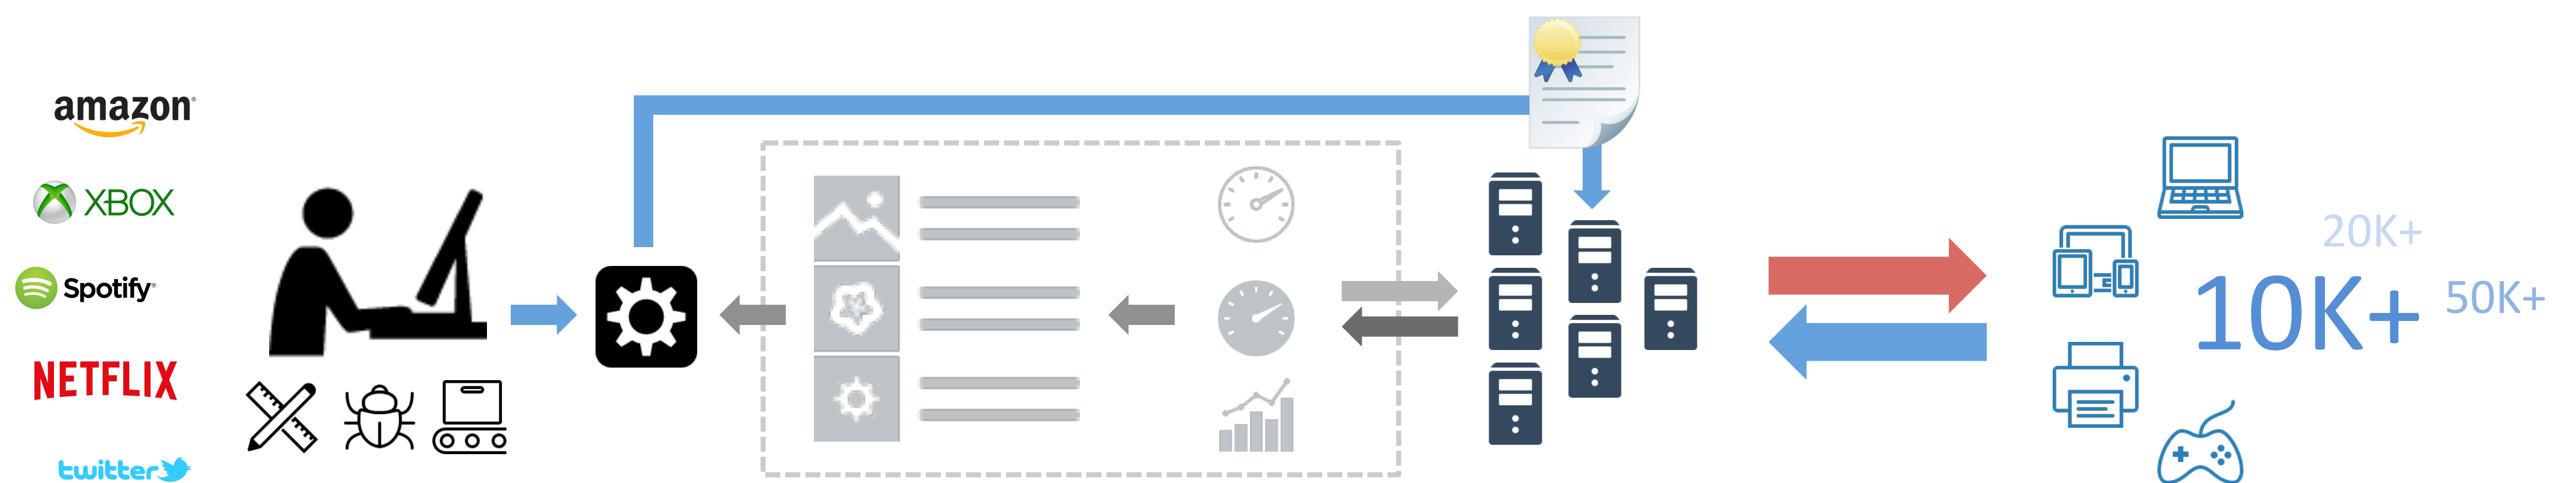 amazon
XBOX
Spotify
NETFLIX
twitter
20K+
10K+
50K+